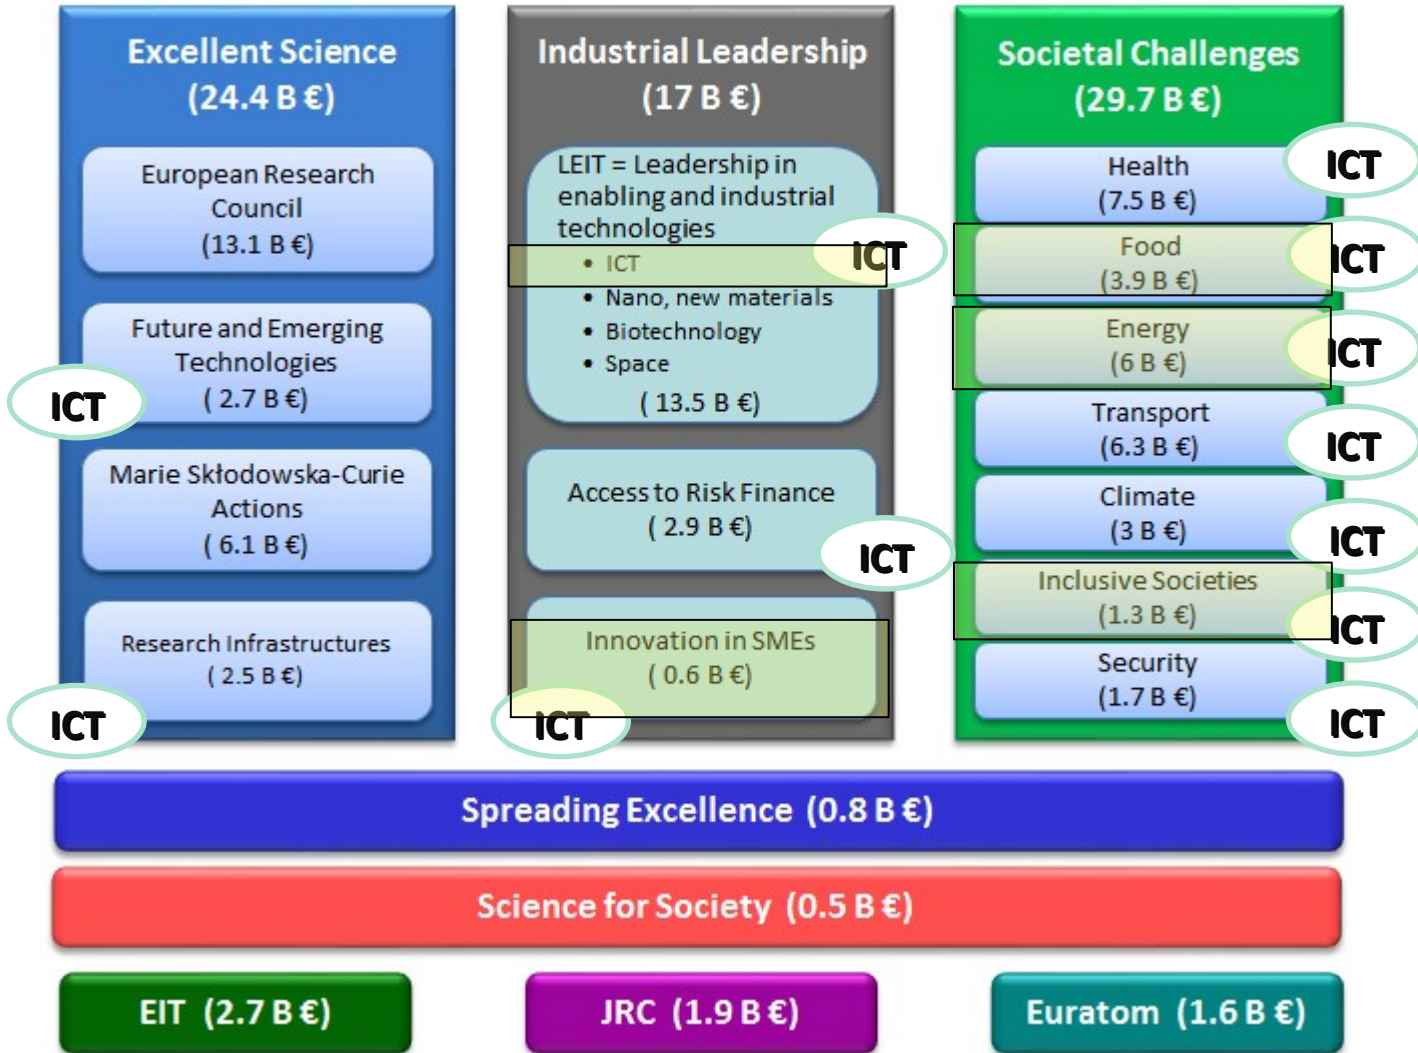 Excellent Science
(24.4 B €)
European Research
Council
(13.1 B €)
Future and Emerging
Technologies
( 2.7 B €)
ICT
Marie Skłodowska-Curie
Actions
( 6.1 B €)
Research Infrastructures
( 2.5 B €)
ICT
Industrial Leadership
(17 B €)
LEIT = Leadership in
enabling and industrial
technologies
ICT
• ICT
• Nano, new materials
• Biotechnology
• Space
( 13.5 B €)
Access to Risk Finance
( 2.9 B €)
ICT
Innovation in SMEs
( 0.6 B €)
ICT
Societal Challenges
(29.7 B €)
Health
(7.5 B €)
ICT
Food
(3.9 B €)
ICT
Energy
(6 B €)
ICT
Transport
(6.3 B €)
ICT
Climate
(3 B €)
ICT
Inclusive Societies
(1.3 B €)
ICT
Security
(1.7 B €)
ICT
Spreading Excellence (0.8 B €)
Science for Society (0.5 B €)
EIT (2.7 B €)
JRC (1.9 B €)
Euratom (1.6 B €)